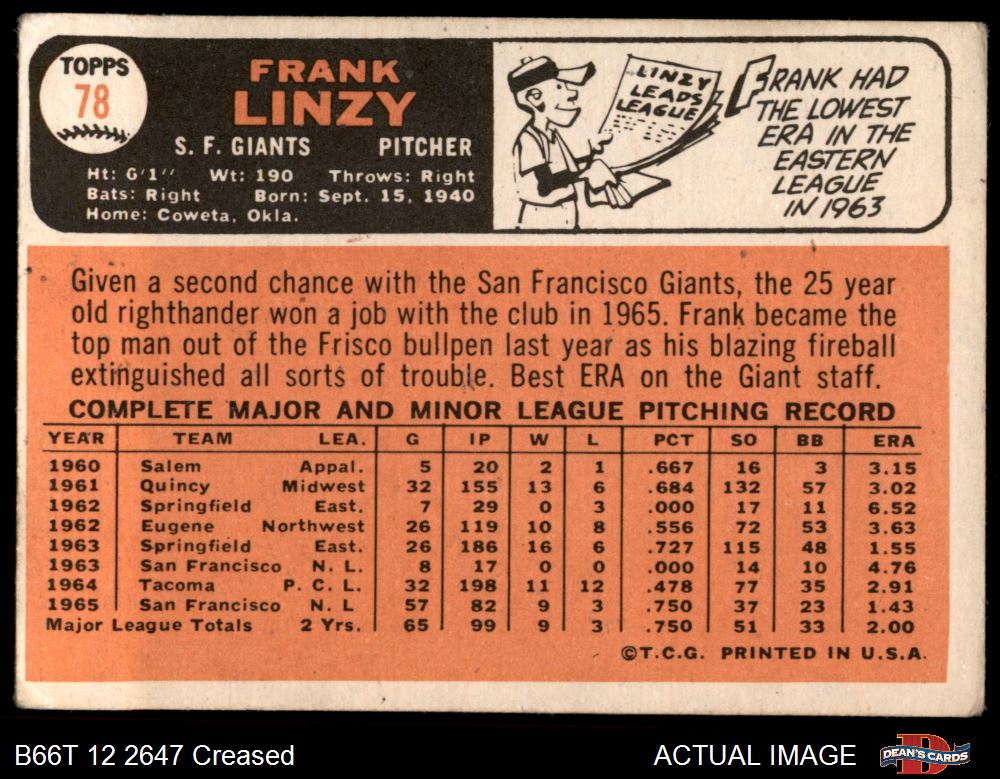 TOPPS
78
FRANK
LINZY
S. F. GIANTS PITCHER
Ht: 6'1" Wt: 190 Throws: Right
Bats: Right Born: Sept. 15, 1940
Home: Coweta, Okla.
LINZY
LEADS
LEAGUE
FRANK HAD
THE LOWEST
ERA IN THE
EASTERN
LEAGUE
IN 1963
Given a second chance with the San Francisco Giants, the 25 year
old righthander won a job with the club in 1965. Frank became the
top man out of the Frisco bullpen last year as his blazing fireball
extinguished all sorts of trouble. Best ERA on the Giant staff.
COMPLETE MAJOR AND MINOR LEAGUE PITCHING RECORD
YEAR TEAM LEA. G IP W L PCT SO BB ERA
1960 Salem Appal. 5 20 2 1 .667 16 3 3.15
1961 Quincy Midwest 32 155 13 6 .684 132 57 3.02
1962 Springfield East. 7 29 0 3 .000 17 11 6.52
1962 Eugene Northwest 26 119 10 8 .556 72 53 3.63
1963 Springfield East. 26 186 16 6 .727 115 48 1.55
1963 San Francisco N. L. 8 17 0 0 .000 14 10 4.76
1964 Tacoma P. C. L. 32 198 11 12 .478 77 35 2.91
1965 San Francisco N. L 57 82 9 3 .750 37 23 1.43
Major League Totals 2 Yrs. 65 99 9 3 .750 51 33 2.00
©T.C.G. PRINTED IN U.S.A.
B66T 12 2647 Creased
ACTUAL IMAGE
DEAN'S CARDS